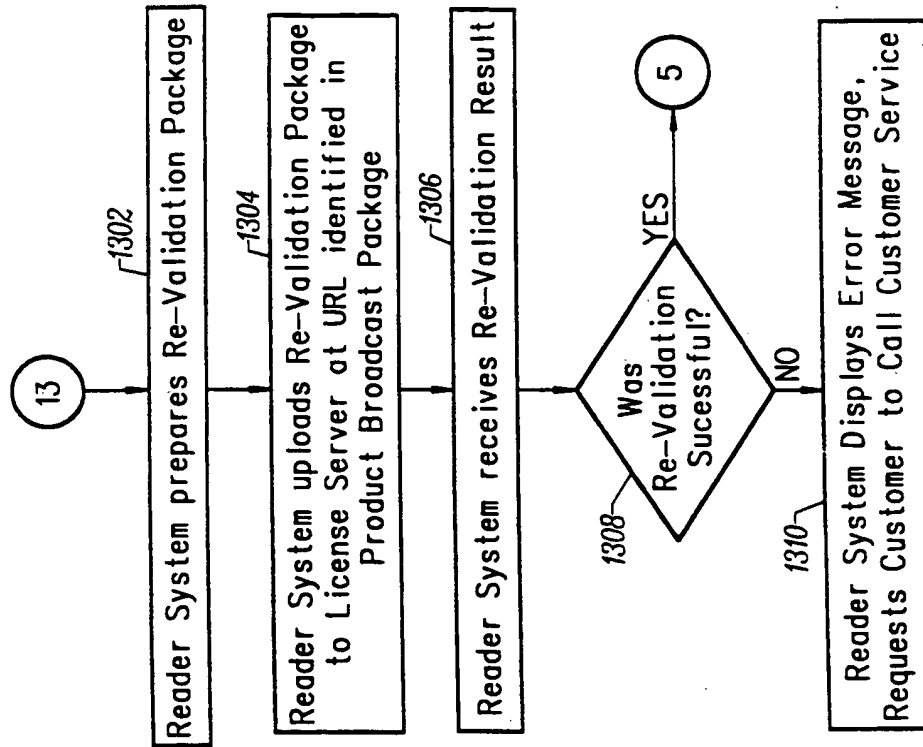 13
1302
Reader System prepares Re-Validation Package
1304
Reader System uploads Re-Validation Package
to License Server at URL identified in
Product Broadcast Package
1306
Reader System receives Re-Validation Result
1308
Was
Re-Validation
Sucessful?
YES
5
NO
1310
Reader System Displays Error Message,
Requests Customer to Call Customer Service